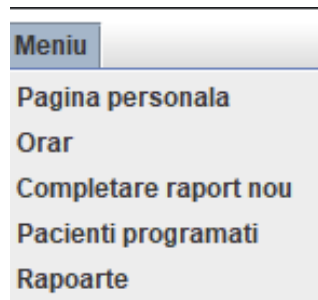 Meniu
Pagina personala
Orar
Completare raport nou
Pacienti programati
Rapoarte